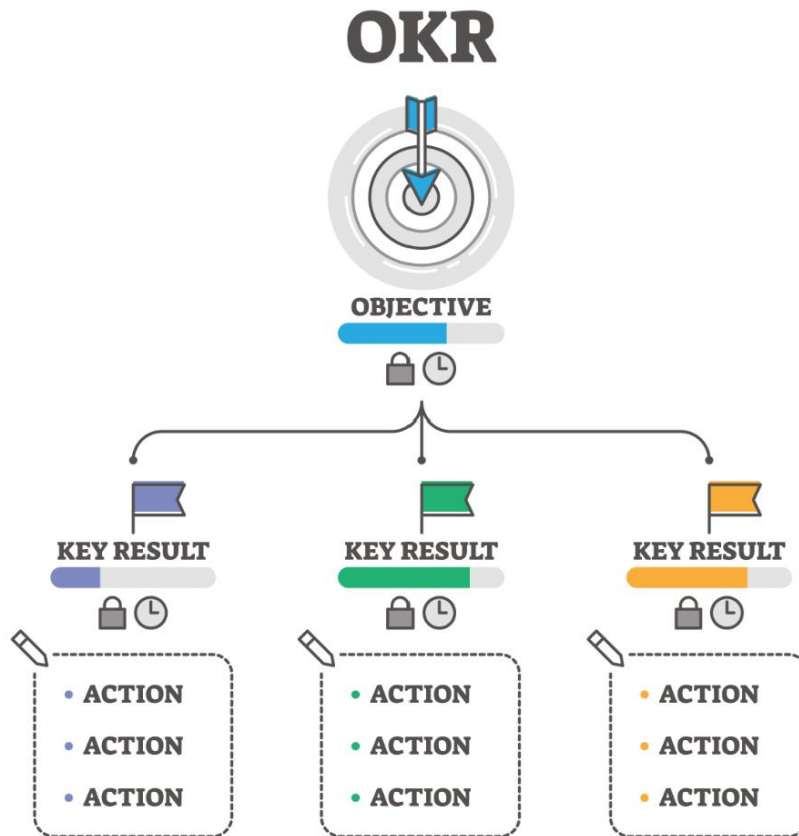 OKR
OBJECTIVE
KEY RESULT
• ACTION
• ACTION
• ACTION
KEY RESULT
• ACTION
• ACTION
• ACTION
KEY RESULT
• ACTION
• ACTION
• ACTION